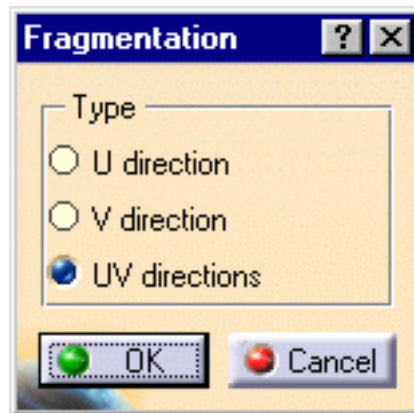 Fragmentation ?
Type
U direction
V direction
UV directions
OK Cancel